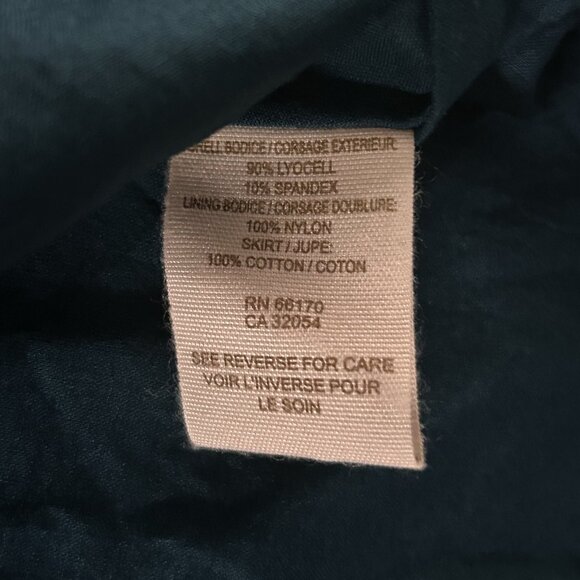 SHELL BODICE / CORSAGE EXTERIEUR:
90% LYOCELL
10% SPANDEX
LINING BODICE / CORSAGE DOUBLURE:
100% NYLON
SKIRT / JUPE:
100% COTTON / COTON
RN 66170
CA 32054
SEE REVERSE FOR CARE
VOIR L'INVERSE POUR
LE SOIN